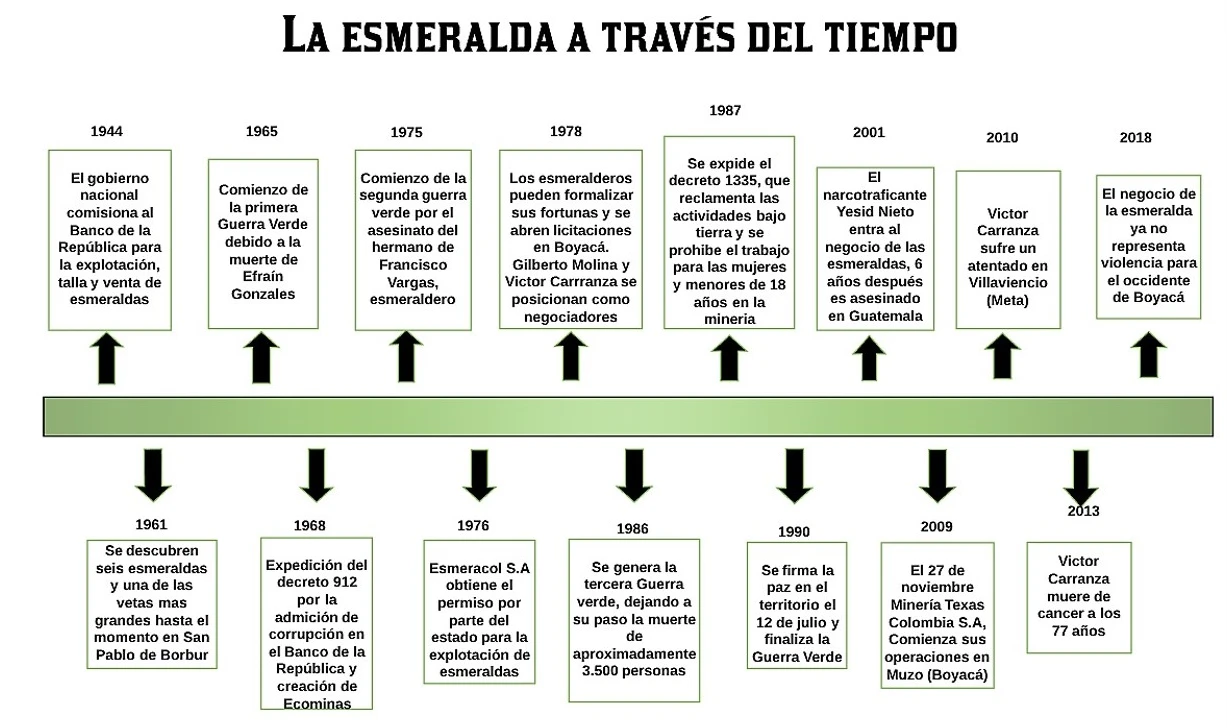 LA ESMERALDA A TRAVÉS DEL TIEMPO
1944
El gobierno
nacional
comisiona al
Banco de la
República para
la explotación,
talla y venta de
esmeraldas
1965
Comienzo de
la primera
Guerra Verde
debido a la
muerte de
Efraín
Gonzales
1975
Comienzo de la
segunda guerra
verde por el
asesinato del
hermano de
Francisco
Vargas,
esmeraldero
1978
Los esmeralderos
pueden formalizar
sus fortunas y se
abren licitaciones
en Boyacá.
Gilberto Molina y
Victor Carrranza se
posicionan como
negociadores
1987
Se expide el
decreto 1335, que
reclamenta las
actividades bajo
tierra y se
prohibe el trabajo
para las mujeres
y menores de 18
años en la
mineria
2001
El
narcotraficante
Yesid Nieto
entra al
negocio de las
esmeraldas, 6
años después
es asesinado
en Guatemala
2010
Victor
Carranza
sufre un
atentado en
Villaviencio
(Meta)
2018
El negocio de
la esmeralda
ya no
representa
violencia para
el occidente
de Boyacá
1961
Se descubren
seis esmeraldas
y una de las
vetas mas
grandes hasta el
momento en San
Pablo de Borbur
1968
Expedición del
decreto 912
por la
admición de
corrupción en
el Banco de la
República y
creación de
Ecominas
1976
Esmeracol S.A
obtiene el
permiso por
parte del
estado para la
explotación de
esmeraldas
1986
Se genera la
tercera Guerra
verde, dejando a
su paso la muerte
de
aproximadamente
3.500 personas
1990
Se firma la
paz en el
territorio el
12 de julio y
finaliza la
Guerra Verde
2009
El 27 de
noviembre
Minería Texas
Colombia S.A,
Comienza sus
operaciones en
Muzo (Boyacá)
2013
Victor
Carranza
muere de
cancer a los
77 años